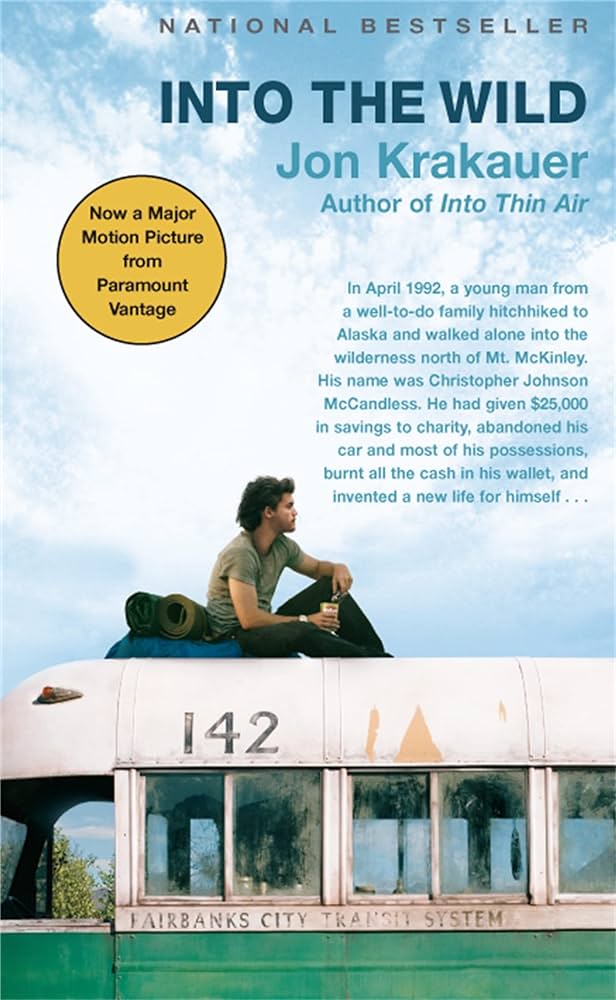 NATIONAL BESTSELLER
INTO THE WILD
Jon Krakauer
Author of Into Thin Air
Now a Major
Motion Picture
from
Paramount
Vantage
In April 1992, a young man from
a well-to-do family hitchhiked to
Alaska and walked alone into the
wilderness north of Mt. McKinley.
His name was Christopher Johnson
McCandless. He had given $25,000
in savings to charity, abandoned his
car and most of his possessions,
burnt all the cash in his wallet, and
invented a new life for himself . . .
142
FAIRBANKS CITY TRANSIT SYSTEM